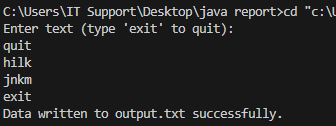 C:\Users\IT Support\Desktop\java report>cd "c:\U
Enter text (type 'exit' to quit):
quit
hilk
jnkm
exit
Data written to output.txt successfully.